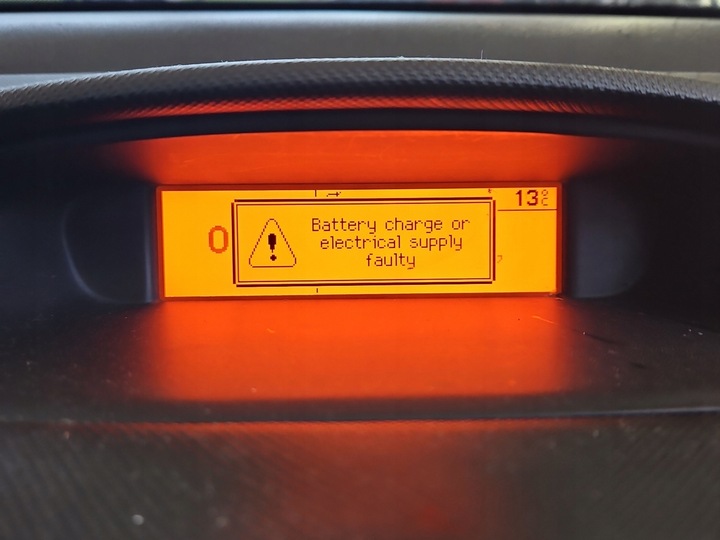 13°C
0
Battery charge or
electrical supply
faulty